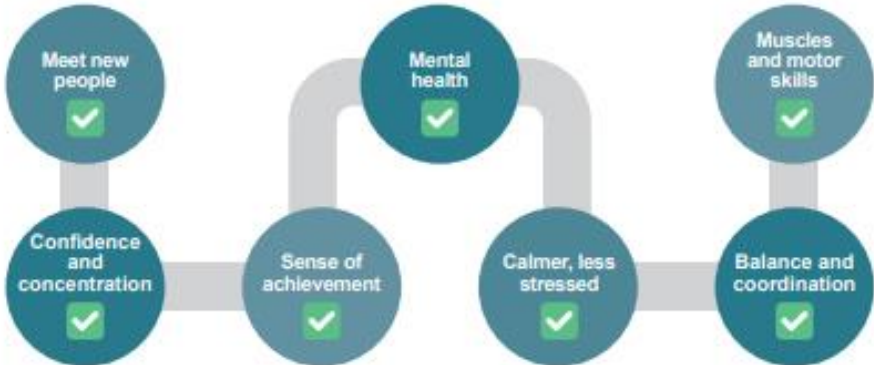 Meet new
people
Confidence
and
concentration
Sense of
achievement
Mental
health
Calmer, less
stressed
Balance and
coordination
Muscles
and motor
skills